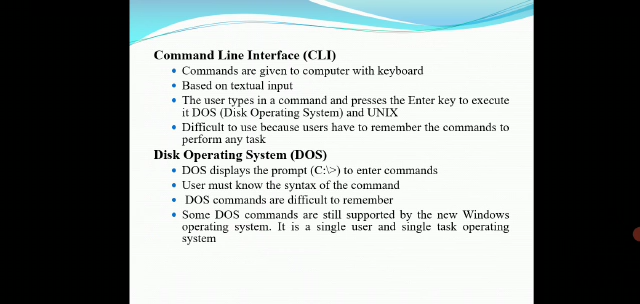 Command Line Interface (CLI)
• Commands are given to computer with keyboard
• Based on textual input
• The user types in a command and presses the Enter key to execute
it DOS (Disk Operating System) and UNIX
• Difficult to use because users have to remember the commands to
perform any task
Disk Operating System (DOS)
• DOS displays the prompt (C:\>) to enter commands
• User must know the syntax of the command
• DOS commands are difficult to remember
• Some DOS commands are still supported by the new Windows
operating system. It is a single user and single task operating
system